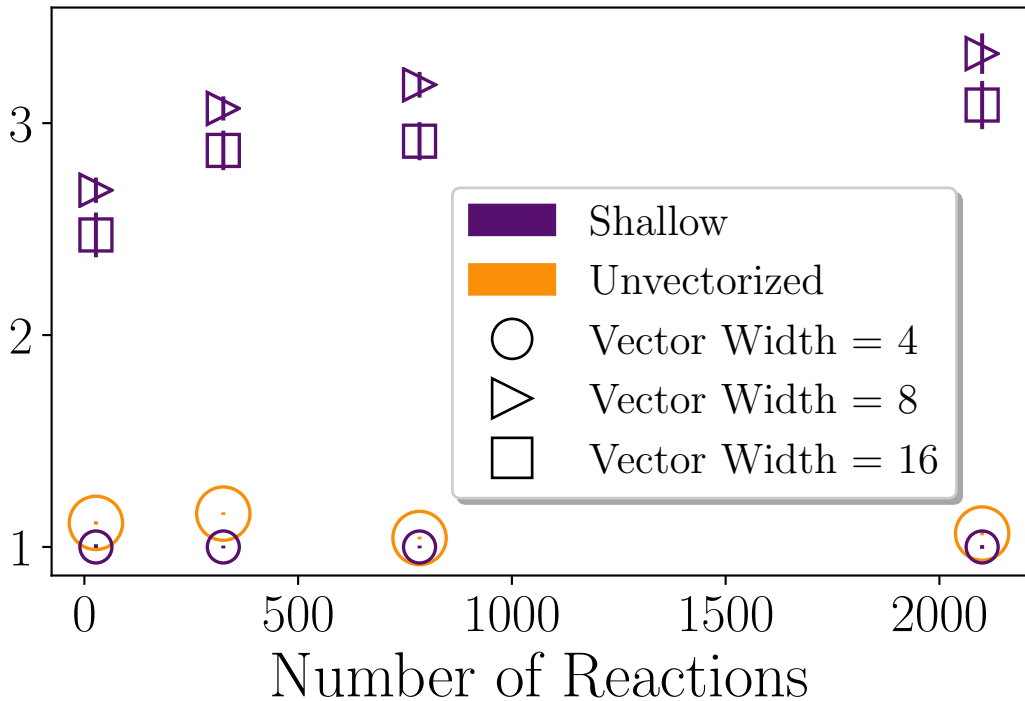 3
2
1
Shallow
Unvectorized
Vector Width = 4
Vector Width = 8
Vector Width = 16
0 500 1000 1500 2000
Number of Reactions